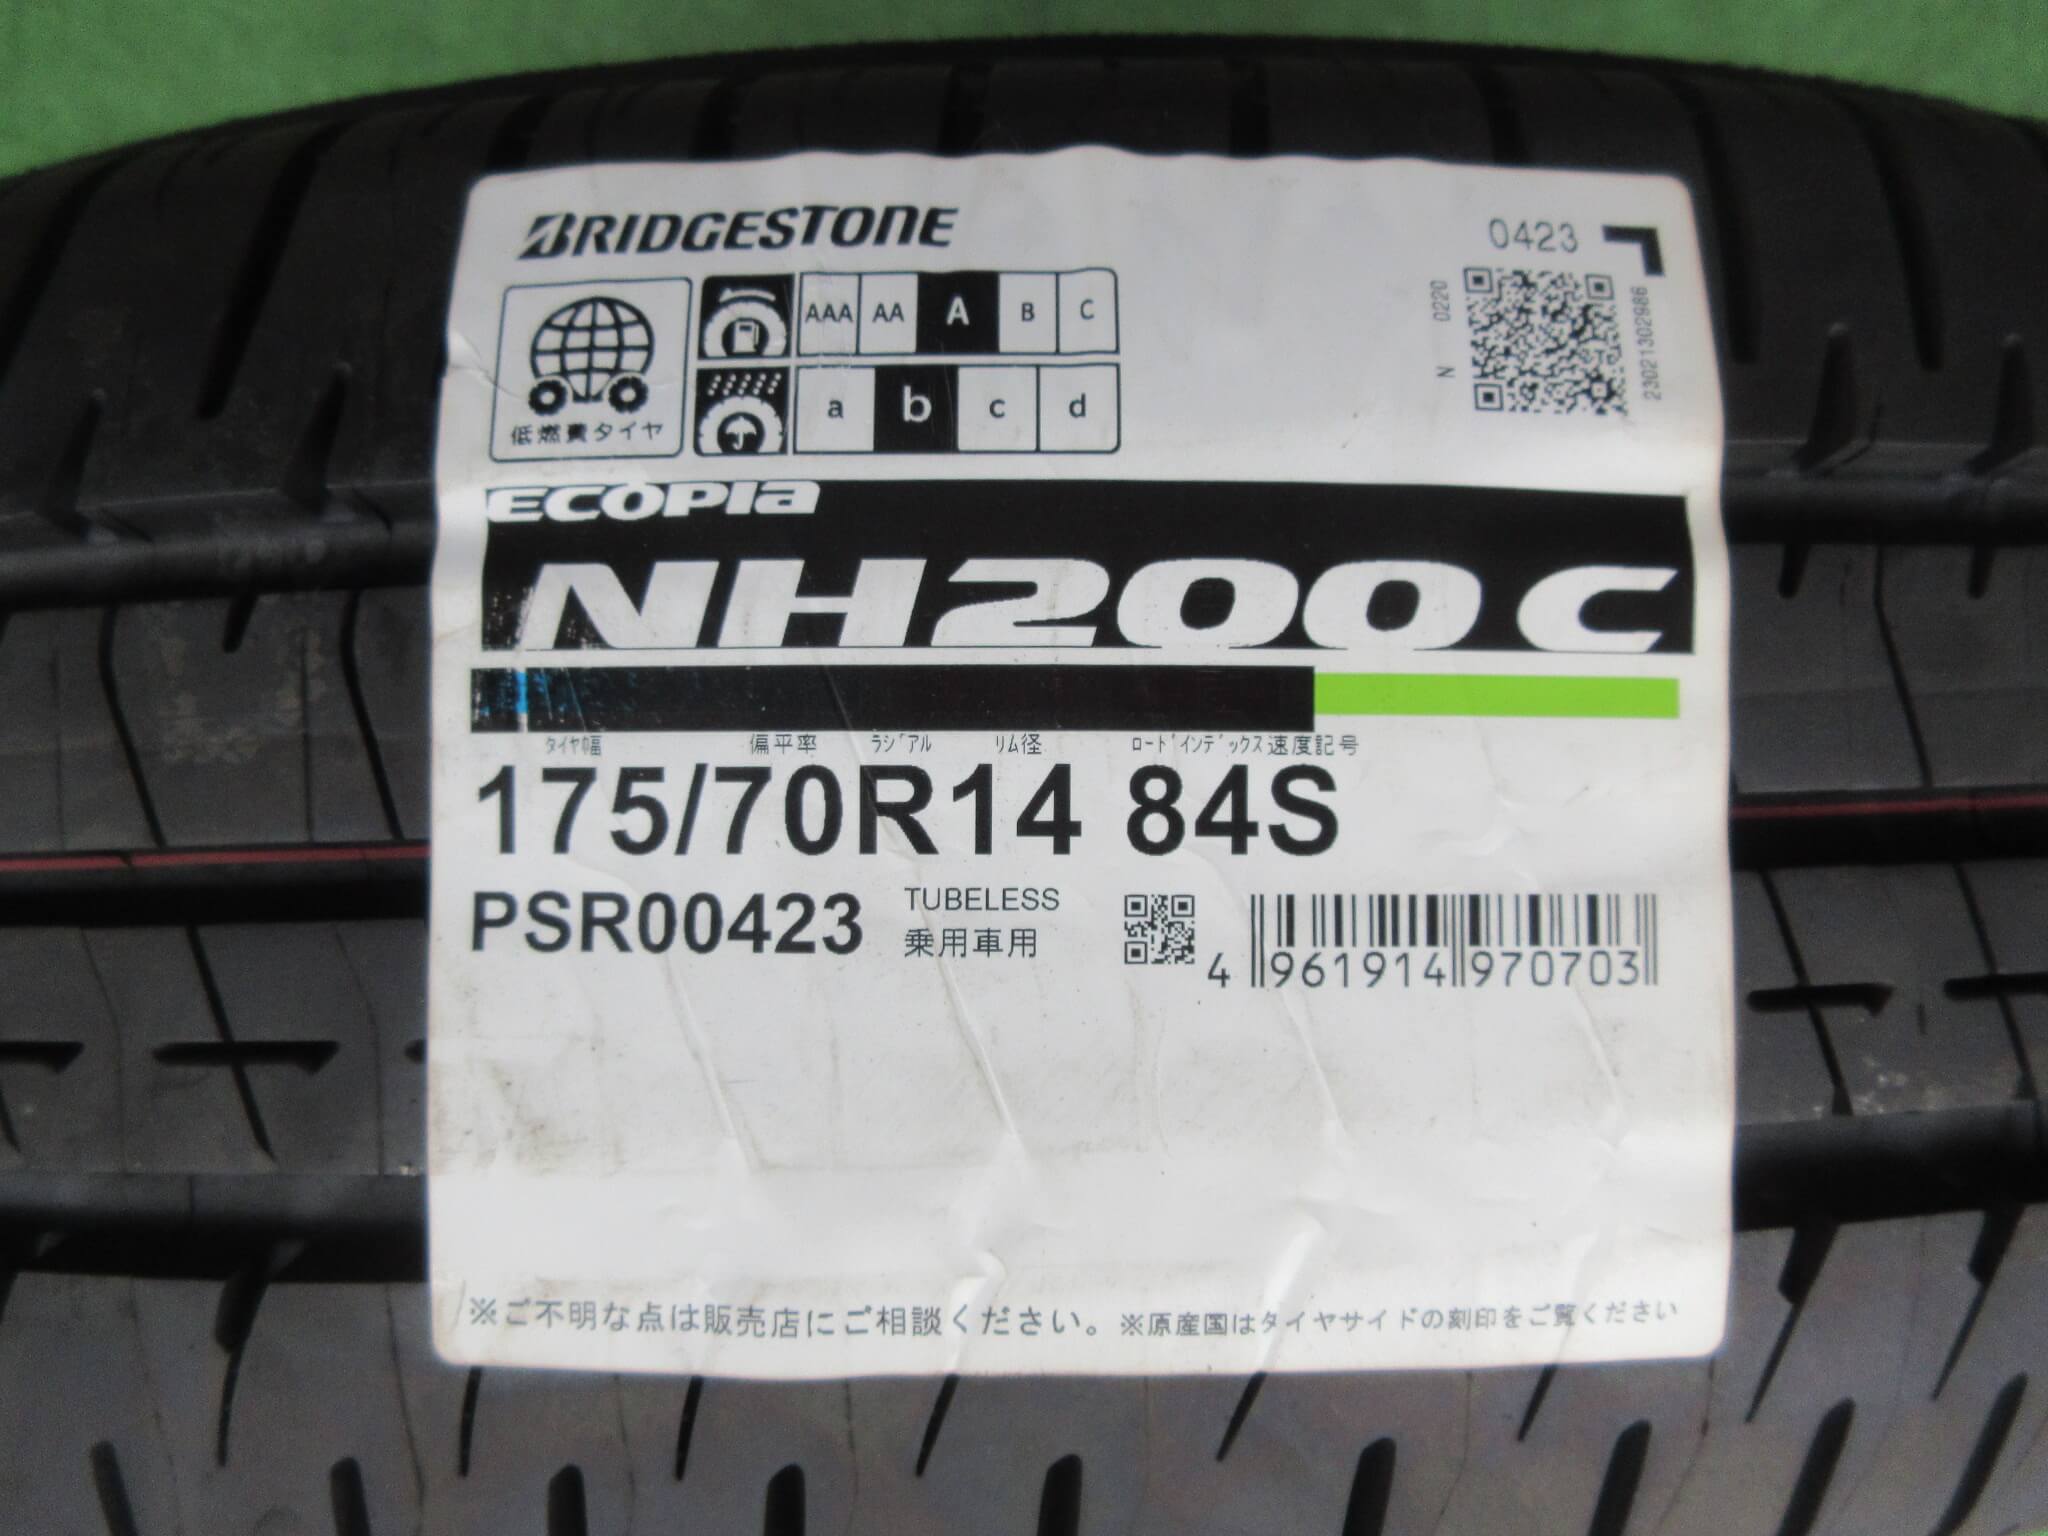 BRIDGESTONE
0423
N 0220
2302131302986
低燃費タイヤ
AAA AA A B C
a b c d
ECOPIA
NH200 C
タイヤ幅 偏平率 ラジアル リム径 ロードインデックス 速度記号
175/70R14 84S
PSR00423
TUBELESS
乗用車用
4 961914 970703
※ご不明な点は販売店にご相談ください。※原産国はタイヤサイドの刻印をご覧ください